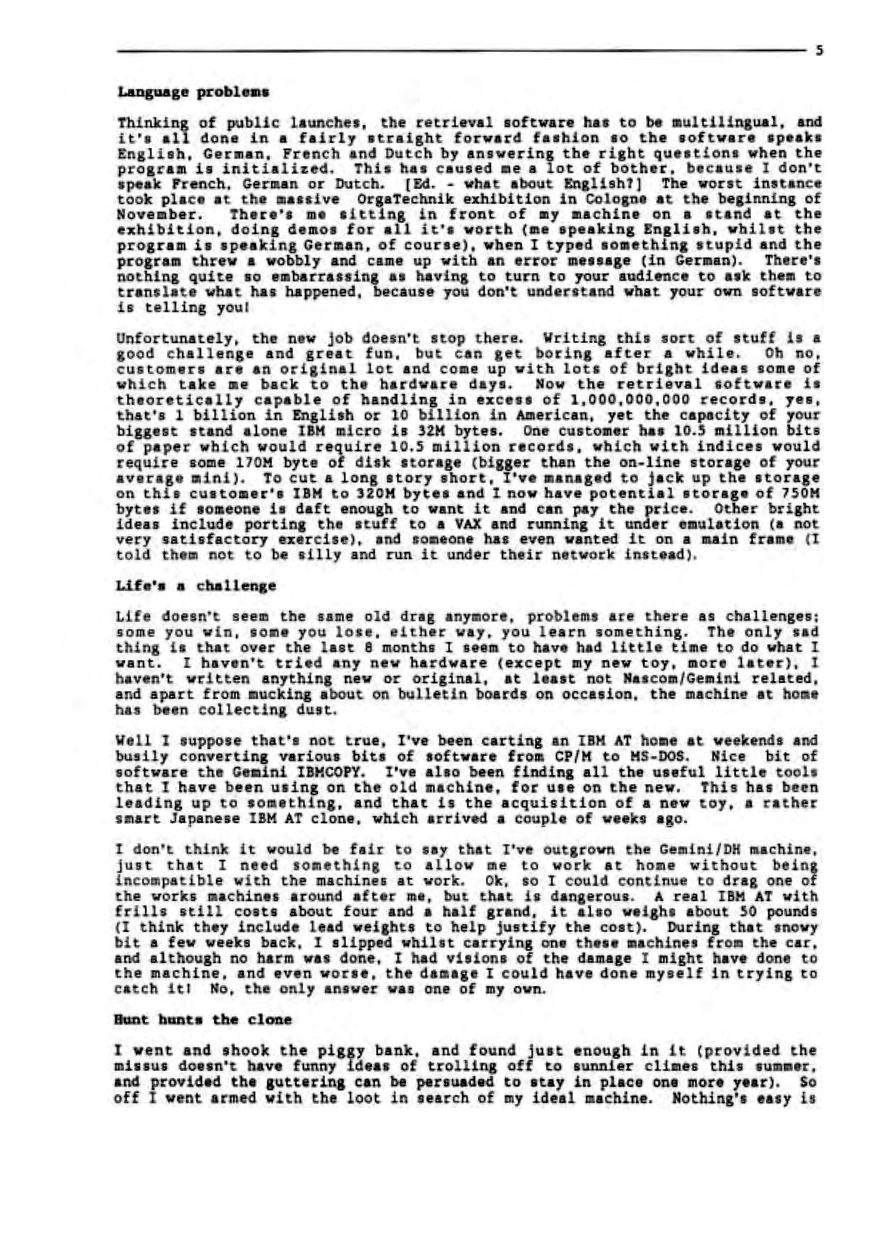 5
Language problems
Thinking of public launches, the retrieval software has to be multilingual, and
it's all done in a fairly straight forward fashion so the software speaks
English, German, French and Dutch by answering the right questions when the
program is initialized. This has caused me a lot of bother, because I don't
speak French, German or Dutch. [Ed. - what about English?] The worst instance
took place at the massive OrgaTechnik exhibition in Cologne at the beginning of
November. There's me sitting in front of my machine on a stand at the
exhibition, doing demos for all it's worth (me speaking English, whilst the
program is speaking German, of course), when I typed something stupid and the
program threw a wobbly and came up with an error message (in German). There's
nothing quite so embarrassing as having to turn to your audience to ask them to
translate what has happened, because you don't understand what your own software
is telling you!
Unfortunately, the new job doesn't stop there. Writing this sort of stuff is a
good challenge and great fun, but can get boring after a while. Oh no,
customers are an original lot and come up with lots of bright ideas some of
which take me back to the hardware days. Now the retrieval software is
theoretically capable of handling in excess of 1,000,000,000 records, yes,
that's 1 billion in English or 10 billion in American, yet the capacity of your
biggest stand alone IBM micro is 32M bytes. One customer has 10.5 million bits
of paper which would require 10.5 million records, which with indices would
require some 170M byte of disk storage (bigger than the on-line storage of your
average mini). To cut a long story short, I've managed to jack up the storage
on this customer's IBM to 320M bytes and I now have potential storage of 750M
bytes if someone is daft enough to want it and can pay the price. Other bright
ideas include porting the stuff to a VAX and running it under emulation (a not
very satisfactory exercise), and someone has even wanted it on a main frame (I
told them not to be silly and run it under their network instead).
Life's a challenge
Life doesn't seem the same old drag anymore, problems are there as challenges;
some you win, some you lose, either way, you learn something. The only sad
thing is that over the last 8 months I seem to have had little time to do what I
want. I haven't tried any new hardware (except my new toy, more later), I
haven't written anything new or original, at least not Nascom/Gemini related,
and apart from mucking about on bulletin boards on occasion, the machine at home
has been collecting dust.
Well I suppose that's not true, I've been carting an IBM AT home at weekends and
busily converting various bits of software from CP/M to MS-DOS. Nice bit of
software the Gemini IBMCOPY. I've also been finding all the useful little tools
that I have been using on the old machine, for use on the new. This has been
leading up to something, and that is the acquisition of a new toy, a rather
smart Japanese IBM AT clone, which arrived a couple of weeks ago.
I don't think it would be fair to say that I've outgrown the Gemini/DH machine,
just that I need something to allow me to work at home without being
incompatible with the machines at work. Ok, so I could continue to drag one of
the works machines around after me, but that is dangerous. A real IBM AT with
frills still costs about four and a half grand, it also weighs about 50 pounds
(I think they include lead weights to help justify the cost). During that snowy
bit a few weeks back, I slipped whilst carrying one these machines from the car,
and although no harm was done, I had visions of the damage I might have done to
the machine, and even worse, the damage I could have done myself in trying to
catch it! No, the only answer was one of my own.
Hunt hunts the clone
I went and shook the piggy bank, and found just enough in it (provided the
missus doesn't have funny ideas of trolling off to sunnier climes this summer,
and provided the guttering can be persuaded to stay in place one more year). So
off I went armed with the loot in search of my ideal machine. Nothing's easy is